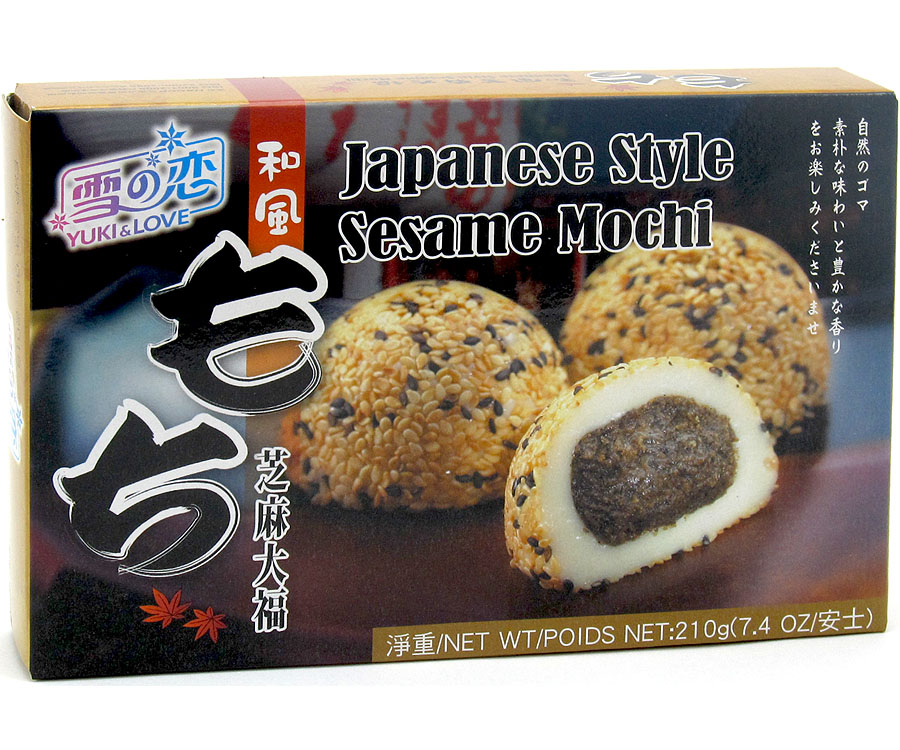 雪の恋
YUKI&LOVE
和風
もち
Japanese Style
Sesame Mochi
自然のゴマ
素朴な味わいと豊かな香り
をお楽しみくださいませ
芝麻大福
淨重/NET WT/POIDS NET:210g(7.4 OZ/安士)